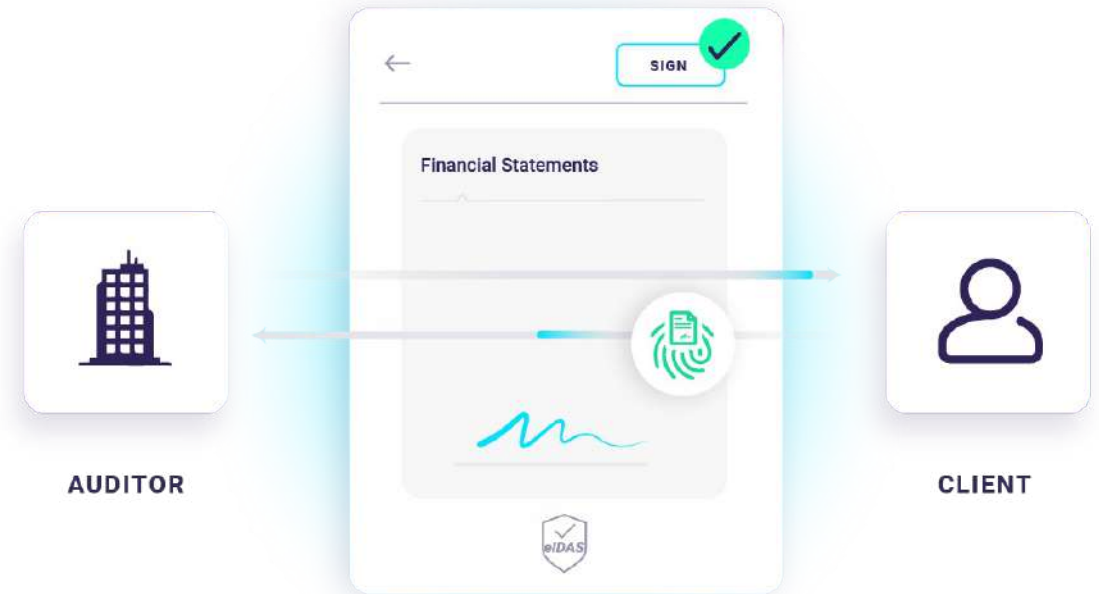 SIGN
Financial Statements
AUDITOR
CLIENT
eIDAS